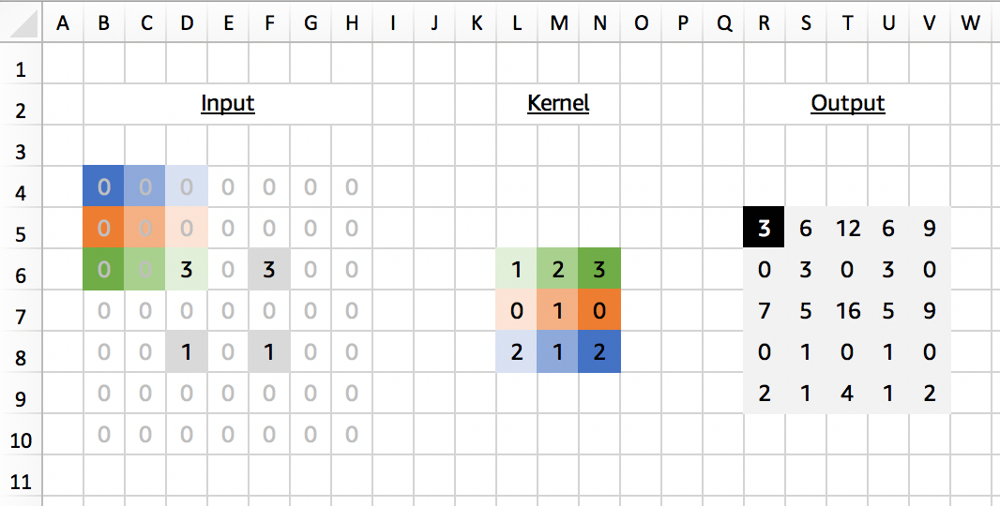 A B C D E F G H I J K L M N O P Q R S T U V W
1
2 Input Kernel Output
3
4 0 0 0 0 0 0 0
5 0 0 0 0 0 0 0 3 6 12 6 9
6 0 0 3 0 3 0 0 1 2 3 0 3 0 3 0
7 0 0 0 0 0 0 0 0 1 0 7 5 16 5 9
8 0 0 1 0 1 0 0 2 1 2 0 1 0 1 0
9 0 0 0 0 0 0 0 2 1 4 1 2
10 0 0 0 0 0 0 0
11